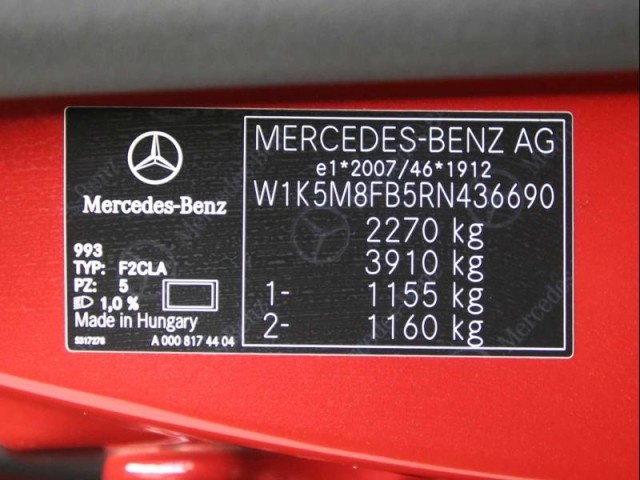 Mercedes-Benz
993
TYP: F2CLA
PZ: 5
1,0 %
Made in Hungary
S317276
A 000 817 44 04
MERCEDES-BENZ AG
e1*2007/46*1912
W1K5M8FB5RN436690
2270 kg
3910 kg
1- 1155 kg
2- 1160 kg